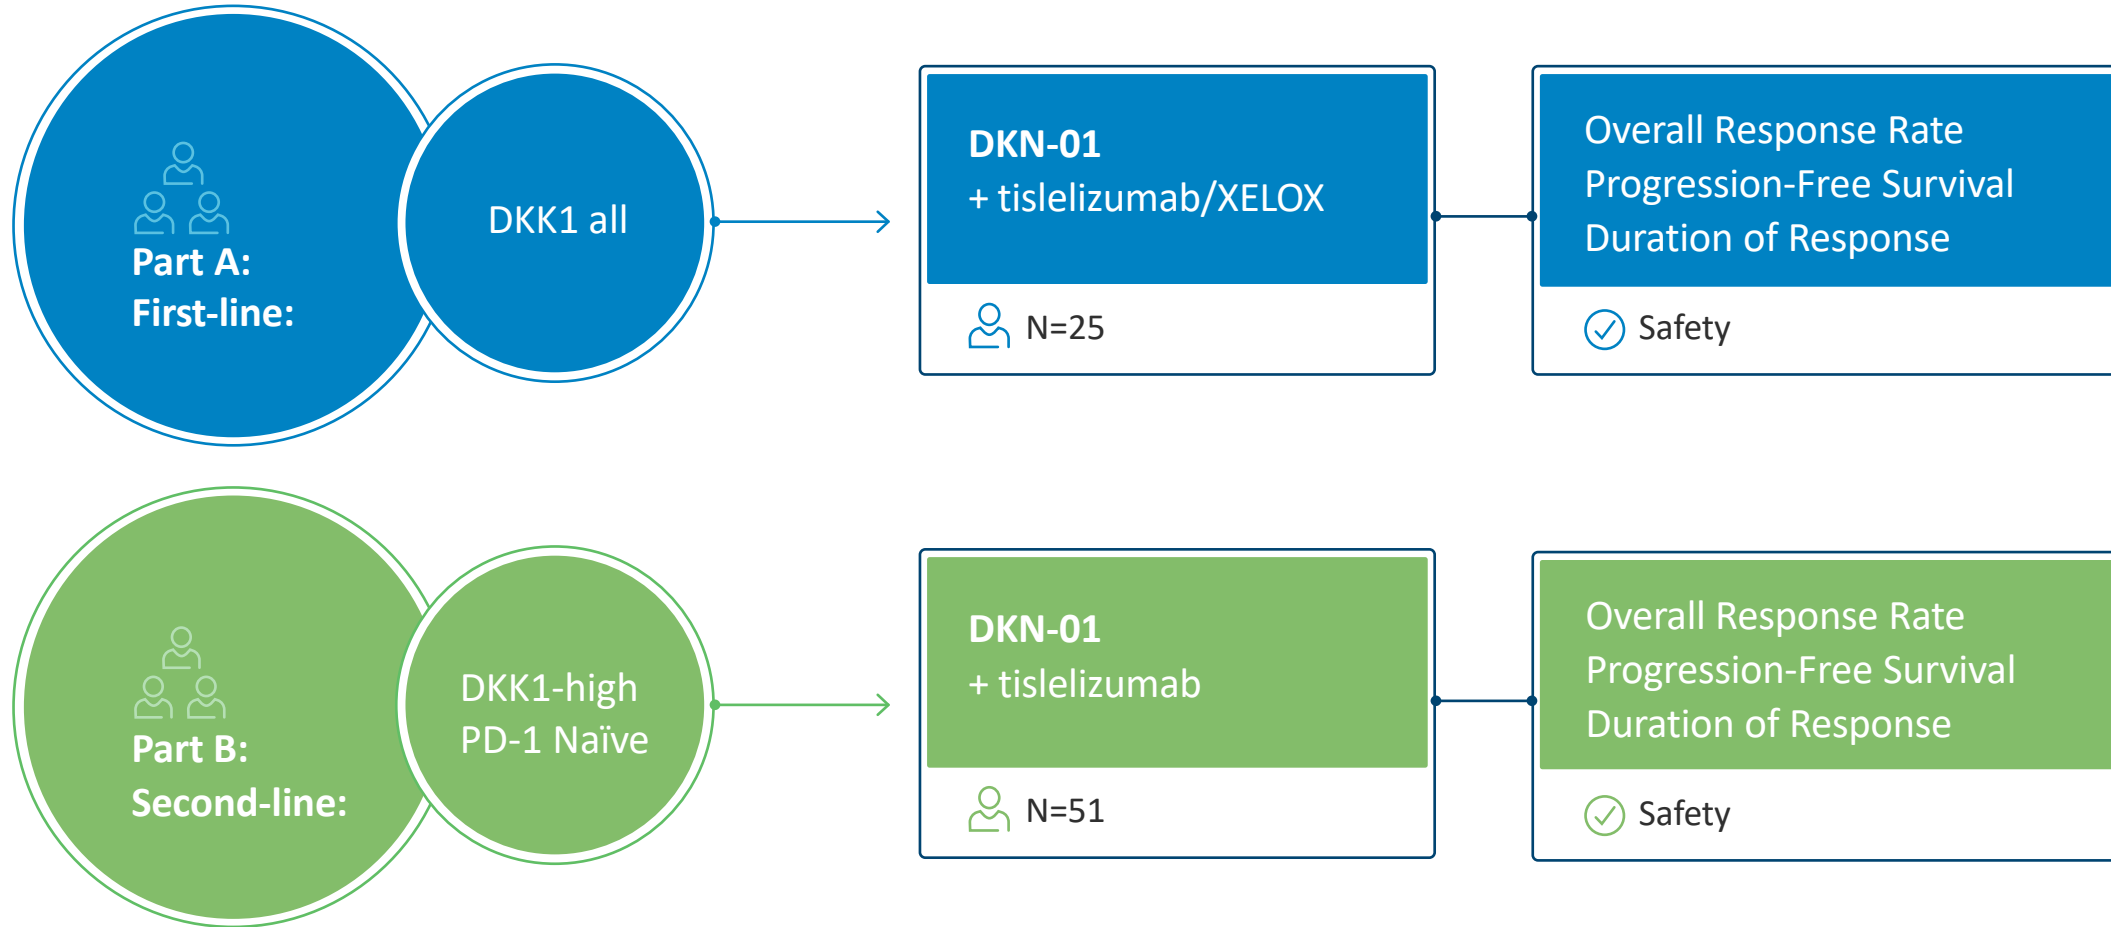 Part A:
First-line:
DKK1 all
DKN-01
+ tislelizumab/XELOX
N=25
Overall Response Rate
Progression-Free Survival
Duration of Response
Safety
Part B:
Second-line:
DKK1-high
PD-1 Naïve
DKN-01
+ tislelizumab
N=51
Overall Response Rate
Progression-Free Survival
Duration of Response
Safety